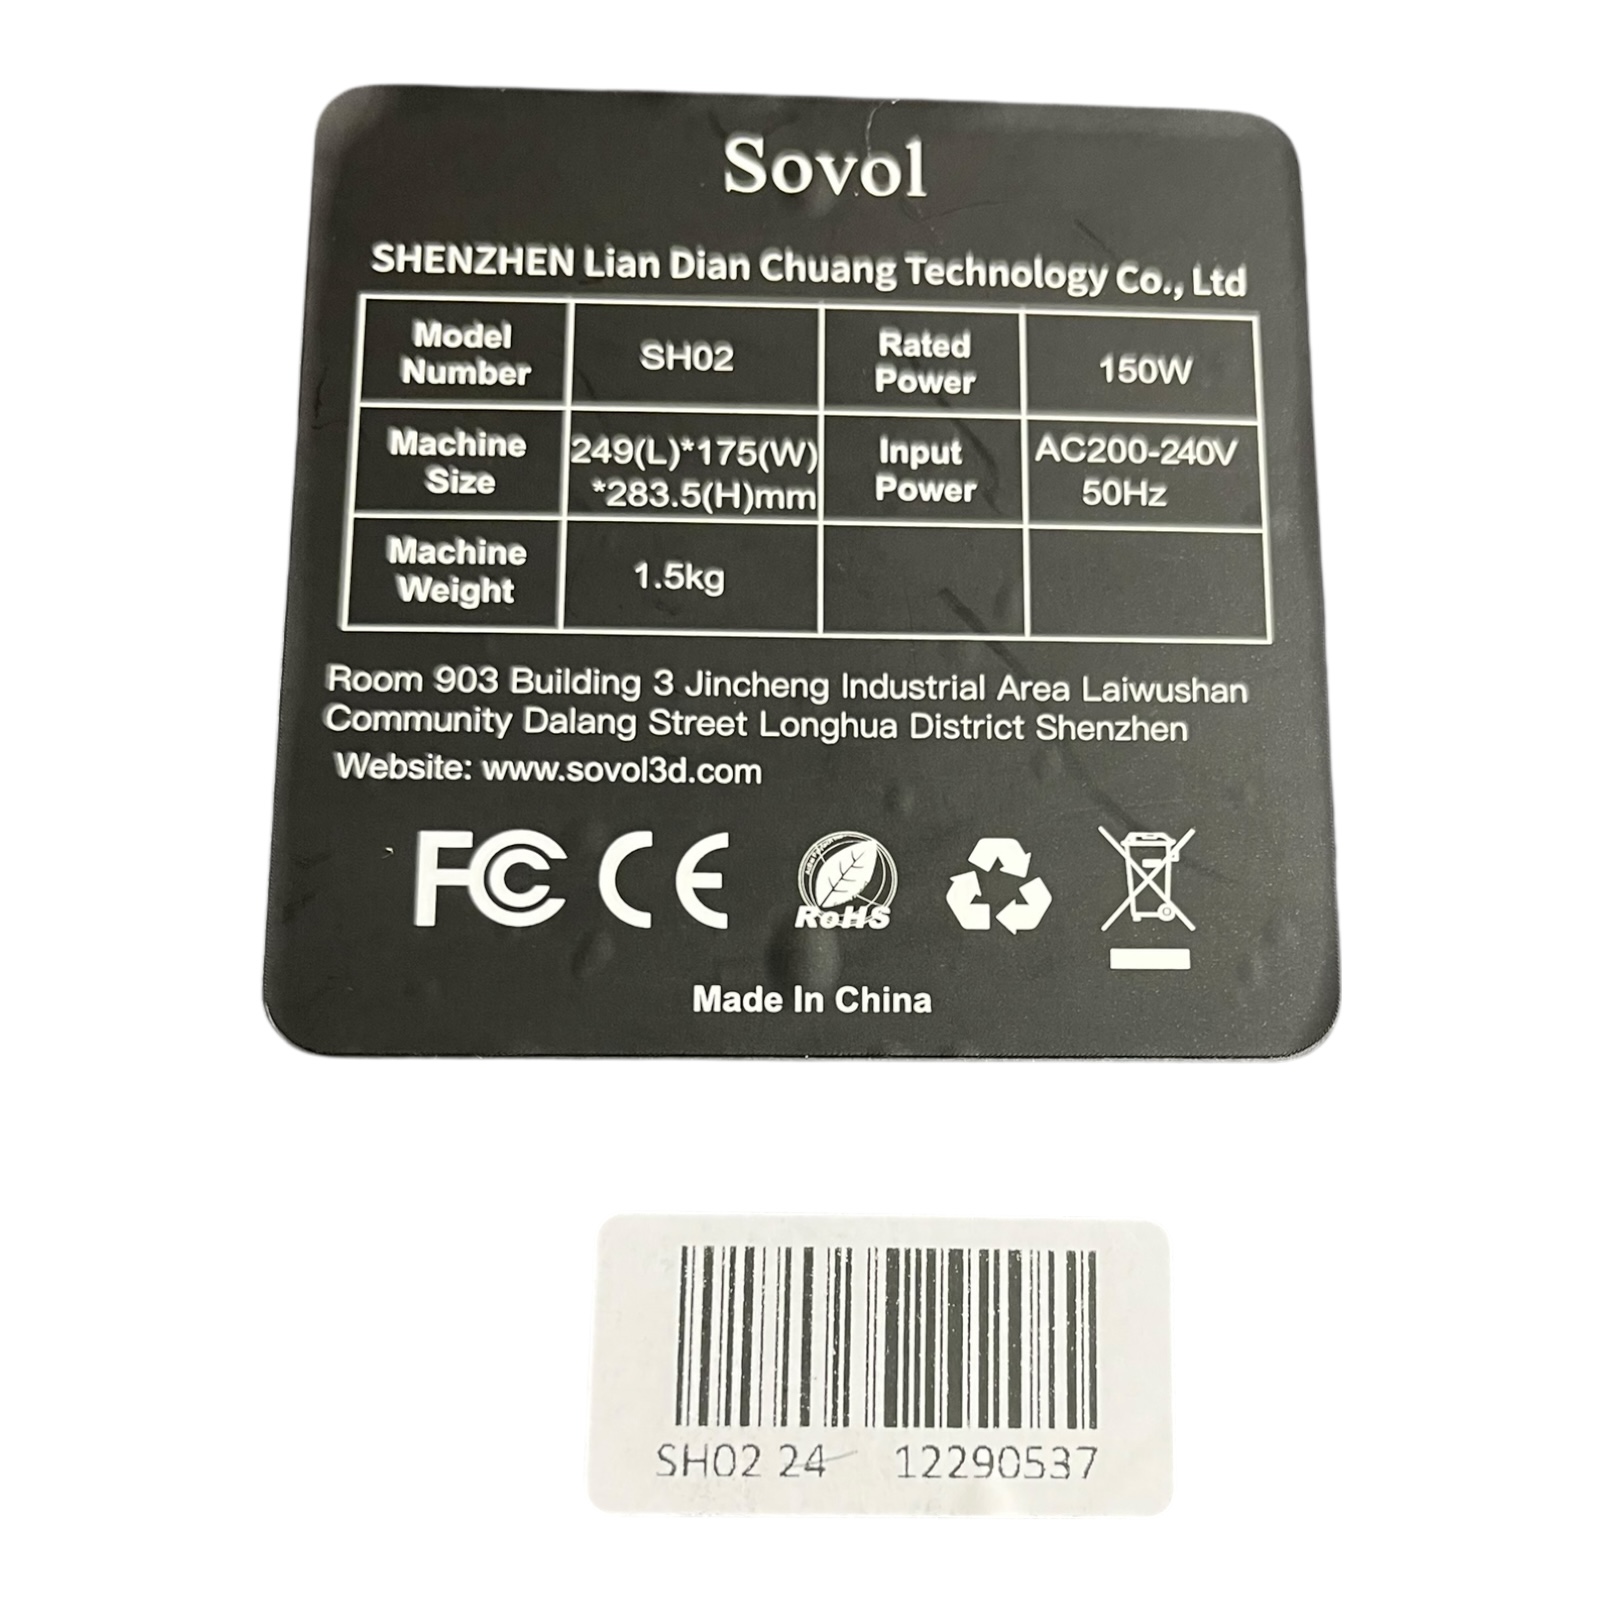 Sovol
SHENZHEN Lian Dian Chuang Technology Co., Ltd
Model Number SH02 Rated Power 150W
Machine Size 249(L)*175(W)*283.5(H)mm Input Power AC200-240V 50Hz
Machine Weight 1.5kg
Room 903 Building 3 Jincheng Industrial Area Laiwushan
Community Dalang Street Longhua District Shenzhen
Website: www.sovol3d.com
FC CE RoHS
Made In China
SH02 24 12290537